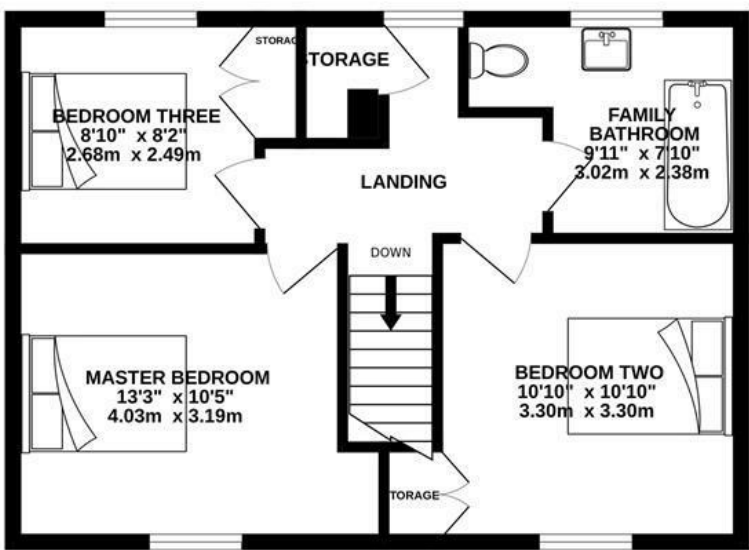 STORAG
STORAGE
BEDROOM THREE
8'10" x 8'2"
2.68m x 2.49m
FAMILY
BATHROOM
9'11" x 7'10"
3.02m x 2.38m
LANDING
DOWN
MASTER BEDROOM
13'3" x 10'5"
4.03m x 3.19m
BEDROOM TWO
10'10" x 10'10"
3.30m x 3.30m
TORAGE